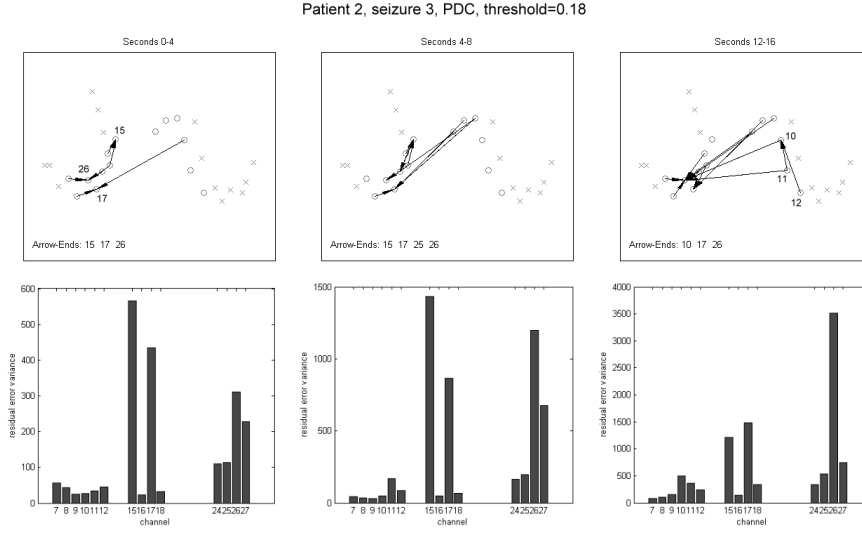 Patient 2, seizure 3, PDC, threshold=0.18
Seconds 0-4
15
26
17
Arrow-Ends: 15 17 26
Seconds 4-8
Arrow-Ends: 15 17 25 26
Seconds 12-16
10
11
12
Arrow-Ends: 10 17 26
600
500
400
300
200
100
0
residual error variance
7 8 9 10 11 12 15 16 17 18 24 25 26 27
channel
1500
1000
500
0
residual error variance
7 8 9 10 11 12 15 16 17 18 24 25 26 27
channel
4000
3500
3000
2500
2000
1500
1000
500
0
residual error variance
7 8 9 10 11 12 15 16 17 18 24 25 26 27
channel